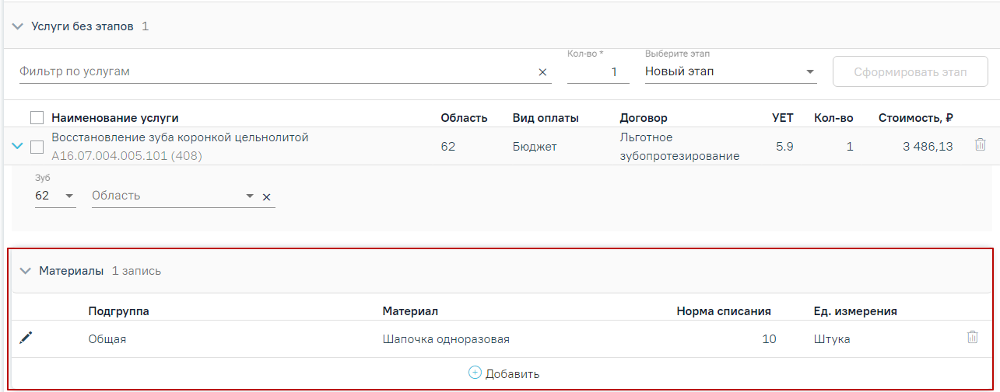 Услуги без этапов 1
Кол-во * Выберите этап
Фильтр по услугам 1 Новый этап Сформировать этап
Наименование услуги Область Вид оплаты Договор УЕТ Кол-во Стоимость, ₽
Восстановление зуба коронкой цельнолитой 62 Бюджет Льготное 5.9 1 3 486,13
A16.07.004.005.101 (408) зубопротезирование
Зуб
62 Область
Материалы 1 запись
Подгруппа Материал Норма списания Ед. измерения
Общая Шапочка одноразовая 10 Штука
Добавить